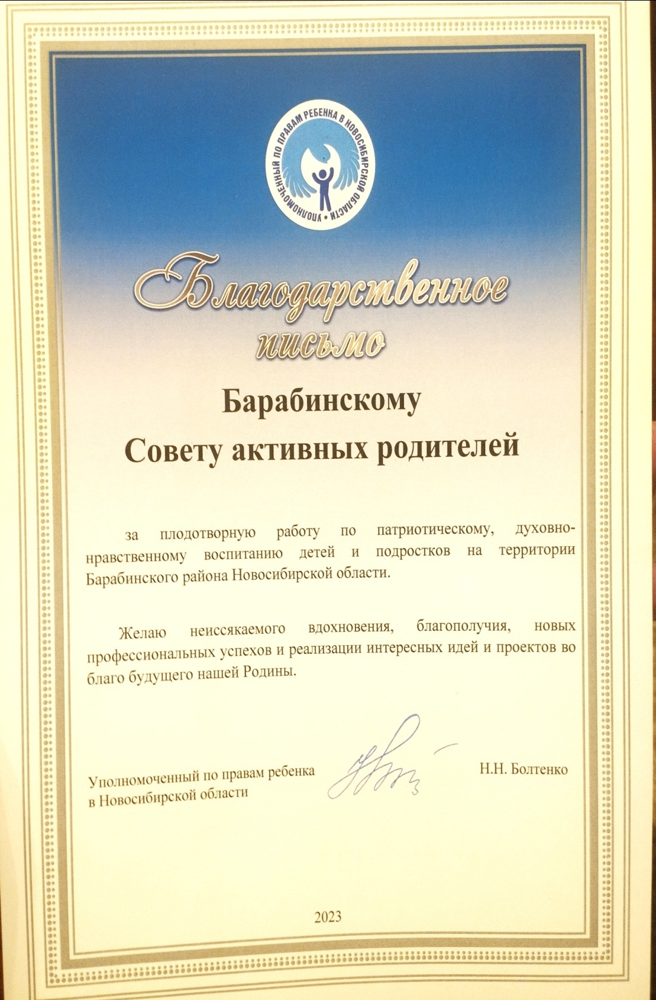 УПОЛНОМОЧЕННЫЙ ПО ПРАВАМ РЕБЕНКА В НОВОСИБИРСКОЙ ОБЛАСТИ •
Благодарственное
письмо
Барабинскому
Совету активных родителей
за плодотворную работу по патриотическому, духовно-
нравственному воспитанию детей и подростков на территории
Барабинского района Новосибирской области.
Желаю неиссякаемого вдохновения, благополучия, новых
профессиональных успехов и реализации интересных идей и проектов во
благо будущего нашей Родины.
Уполномоченный по правам ребенка
в Новосибирской области
Н.Н. Болтенко
2023